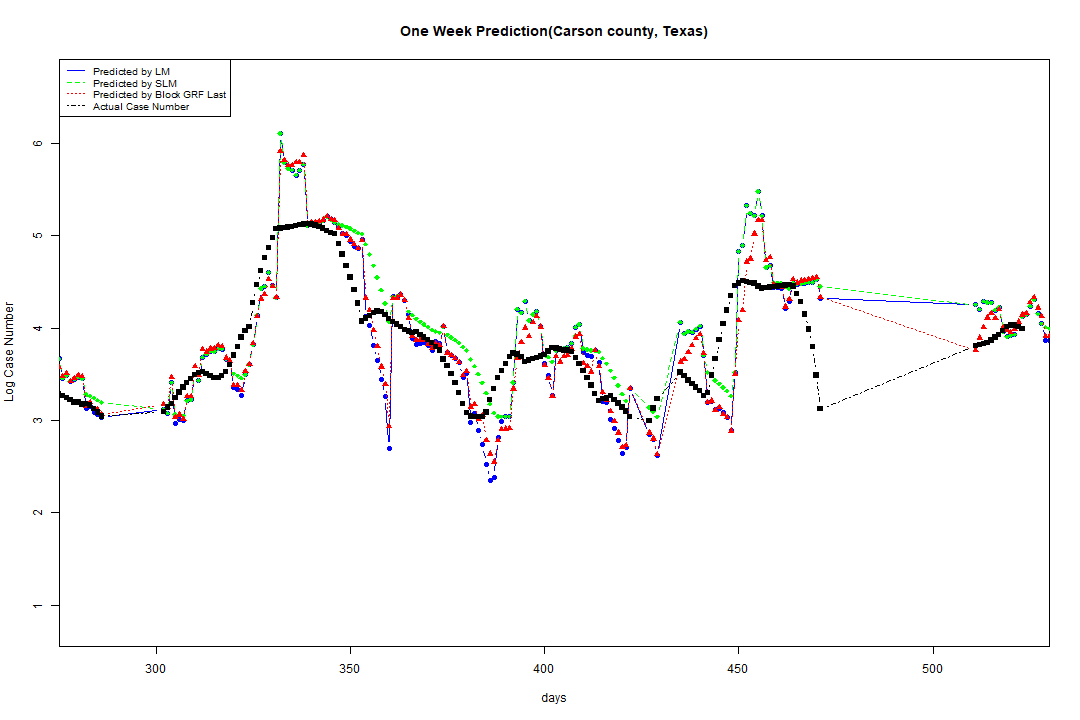 One Week Prediction(Carson county, Texas)
Predicted by LM
Predicted by SLM
Predicted by Block GRF Last
Actual Case Number
Log Case Number
6
5
4
3
2
1
300 350 400 450 500
days